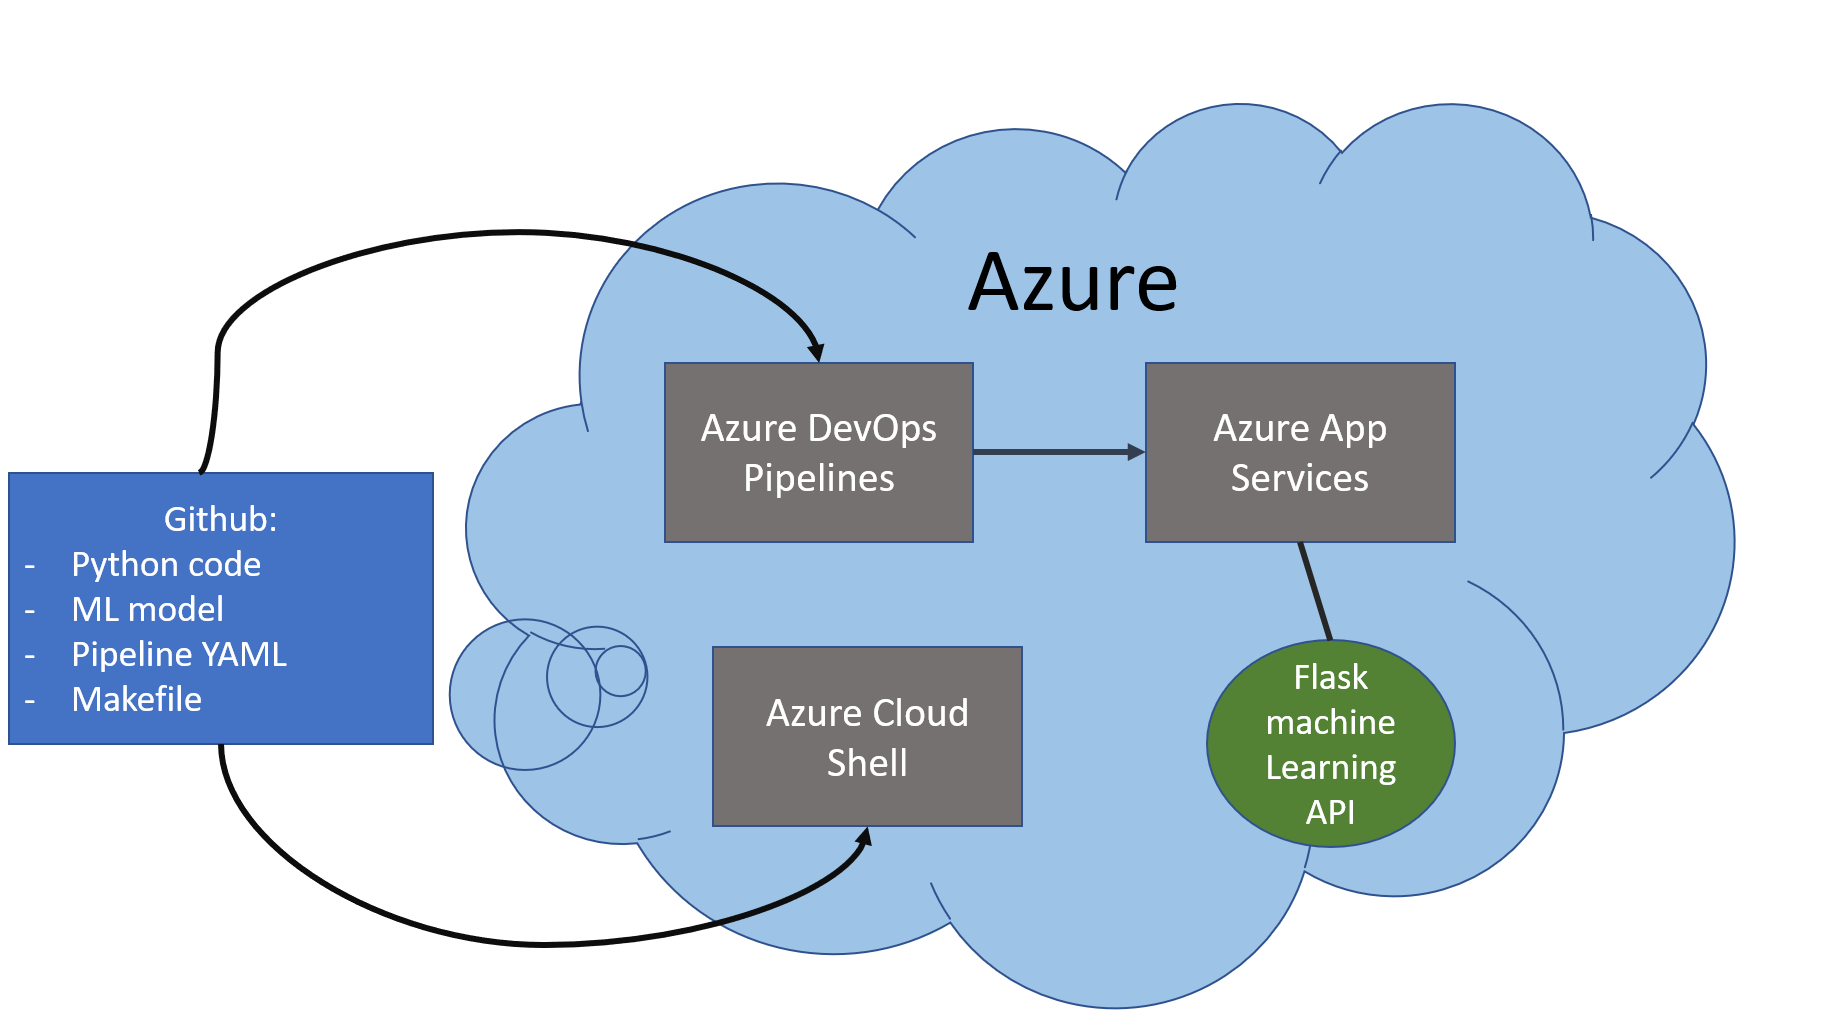 Azure
Azure DevOps
Pipelines
Azure App
Services
Github:
- Python code
- ML model
- Pipeline YAML
- Makefile
Azure Cloud
Shell
Flask
machine
Learning
API